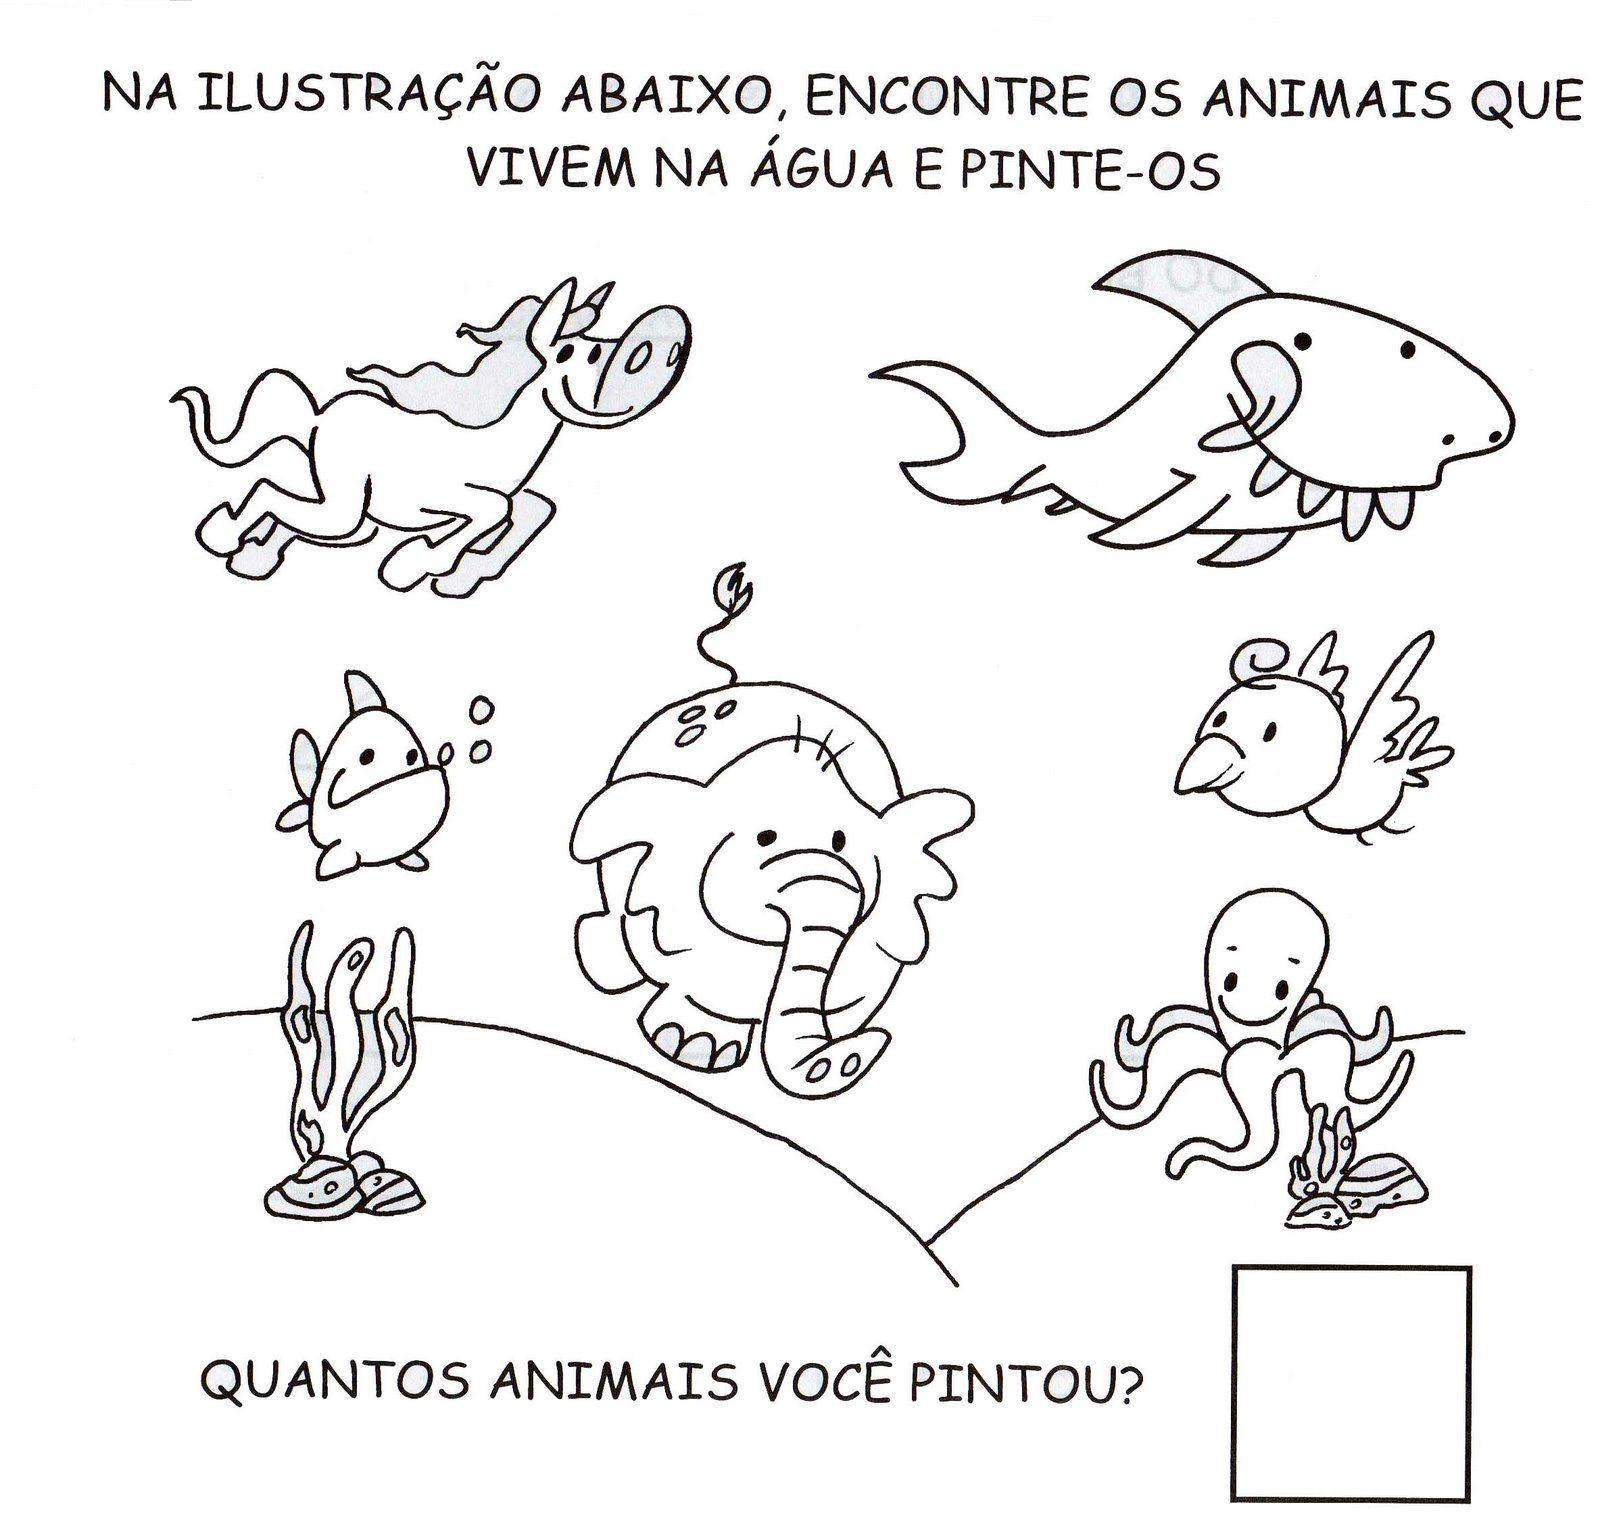 NA ILUSTRAÇÃO ABAIXO, ENCONTRE OS ANIMAIS QUE
VIVEM NA ÁGUA E PINTE-OS
QUANTOS ANIMAIS VOCÊ PINTOU?